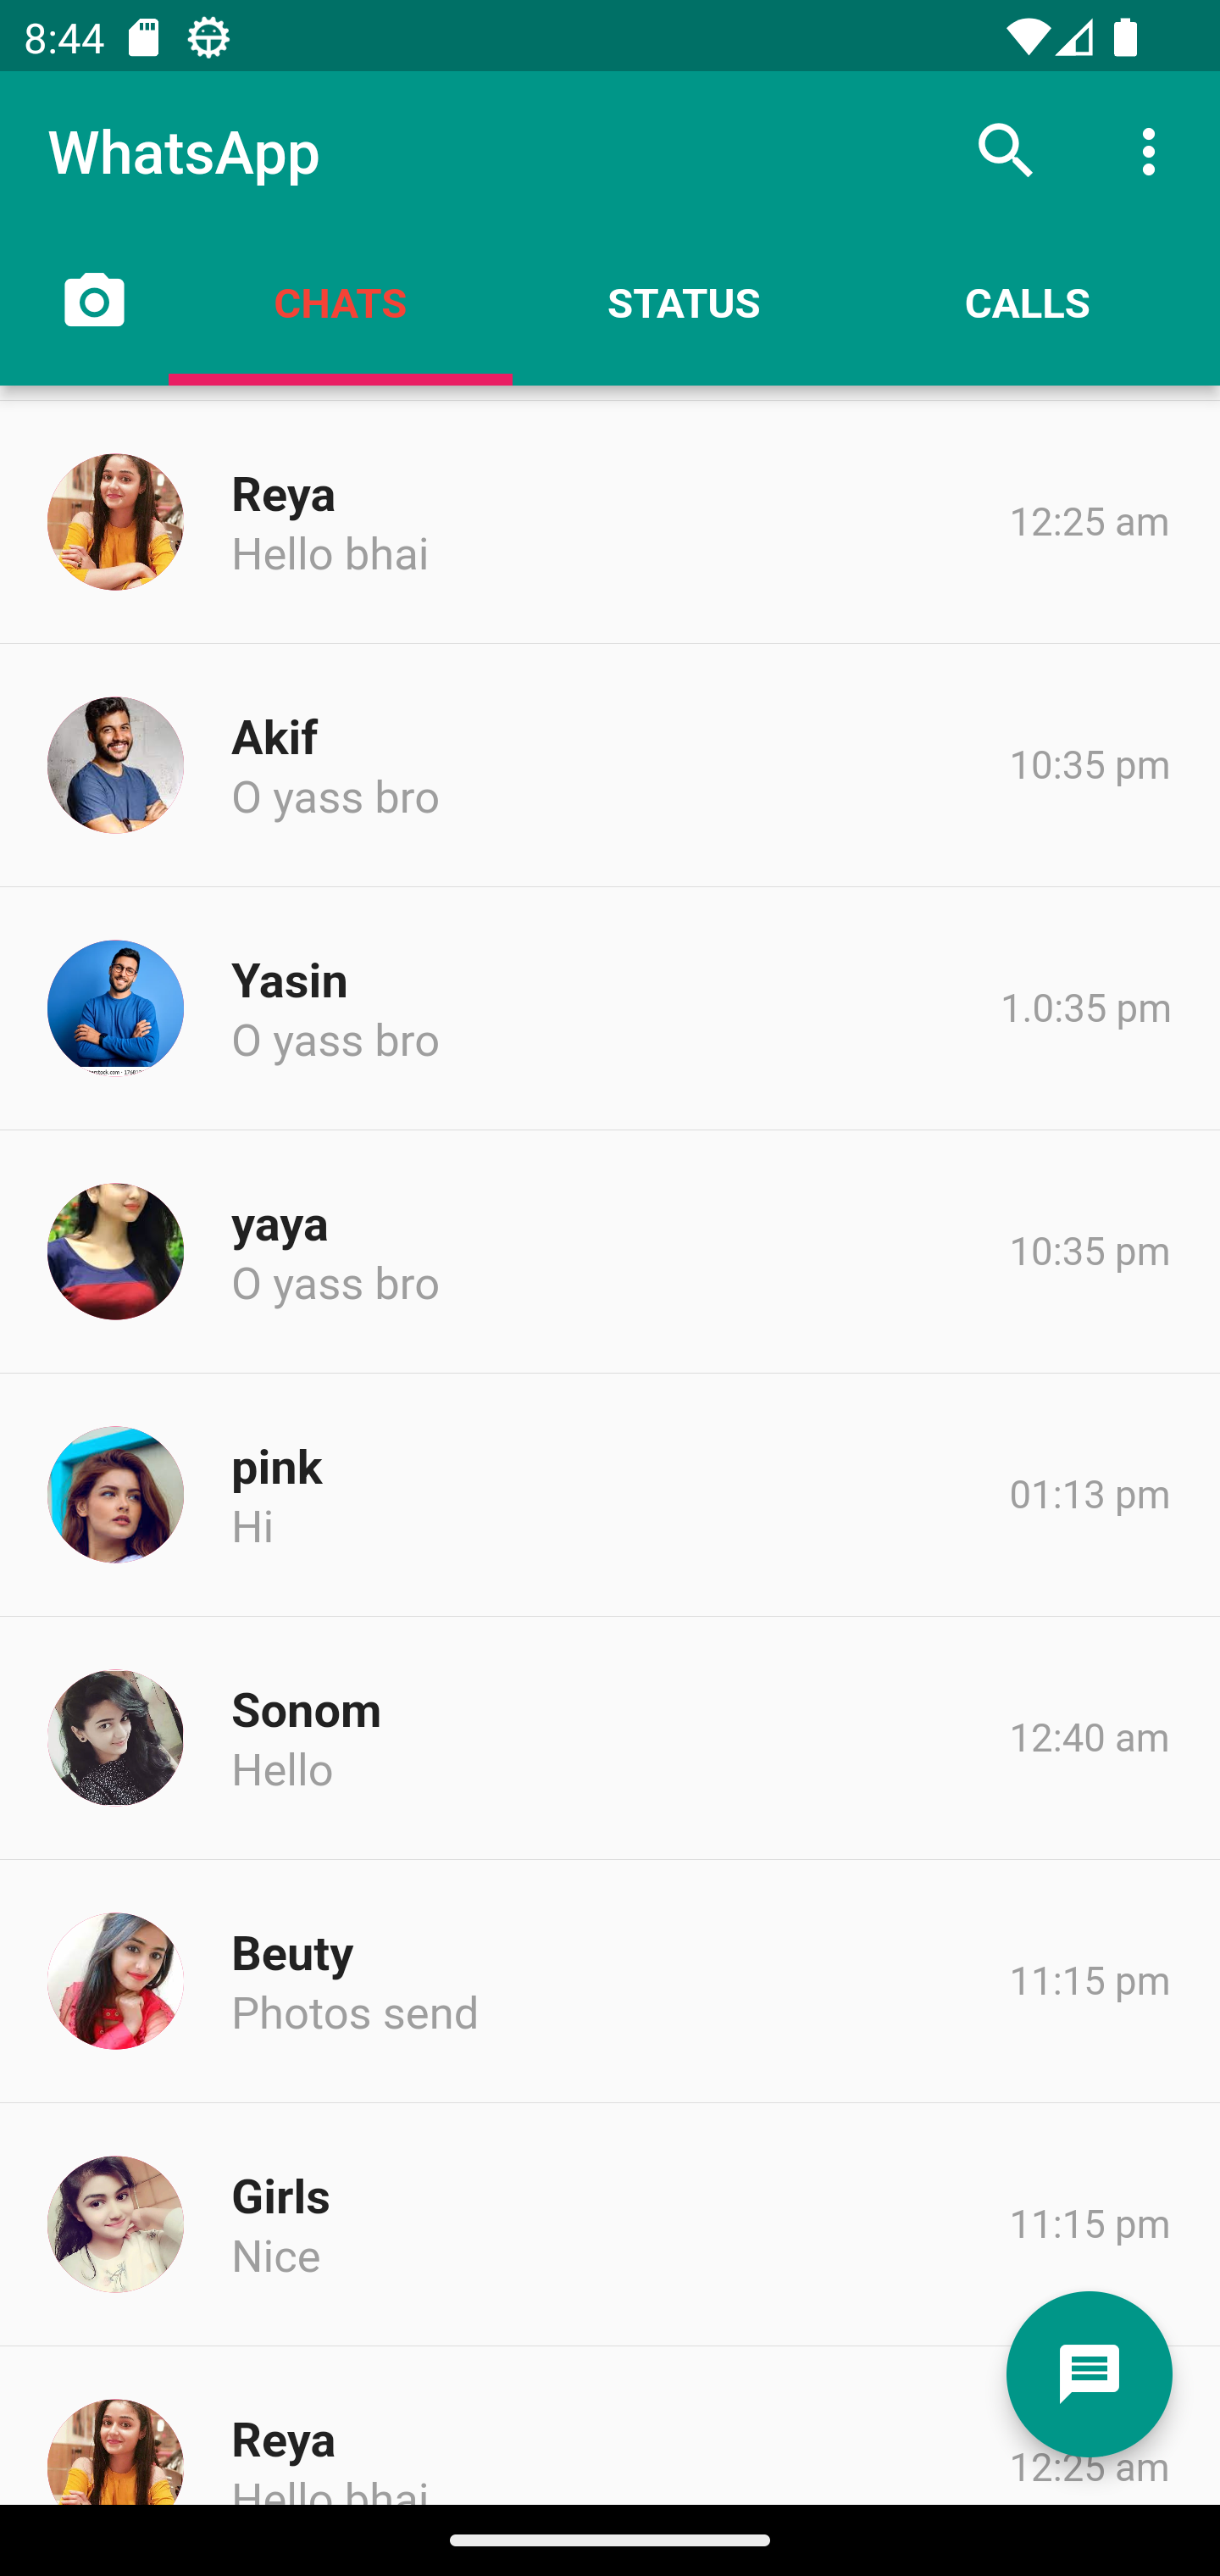 8:44
WhatsApp
CHATS STATUS CALLS
Reya
Hello bhai
12:25 am
Akif
O yass bro
10:35 pm
Yasin
O yass bro
1.0:35 pm
yaya
O yass bro
10:35 pm
pink
Hi
01:13 pm
Sonom
Hello
12:40 am
Beuty
Photos send
11:15 pm
Girls
Nice
11:15 pm
Reya
Hello bhai
12:25 am